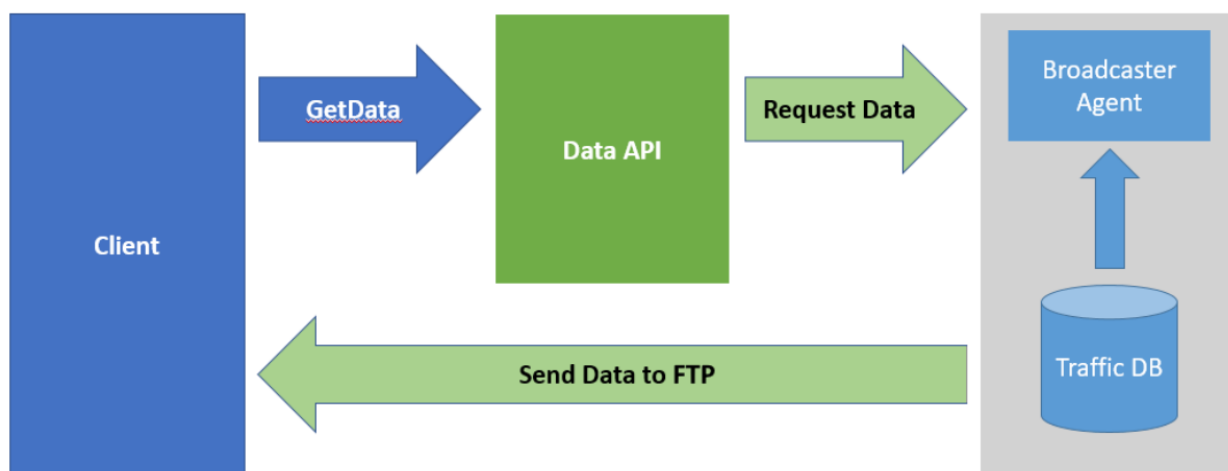 Client
GetData
Data API
Request Data
Broadcaster
Agent
Traffic DB
Send Data to FTP